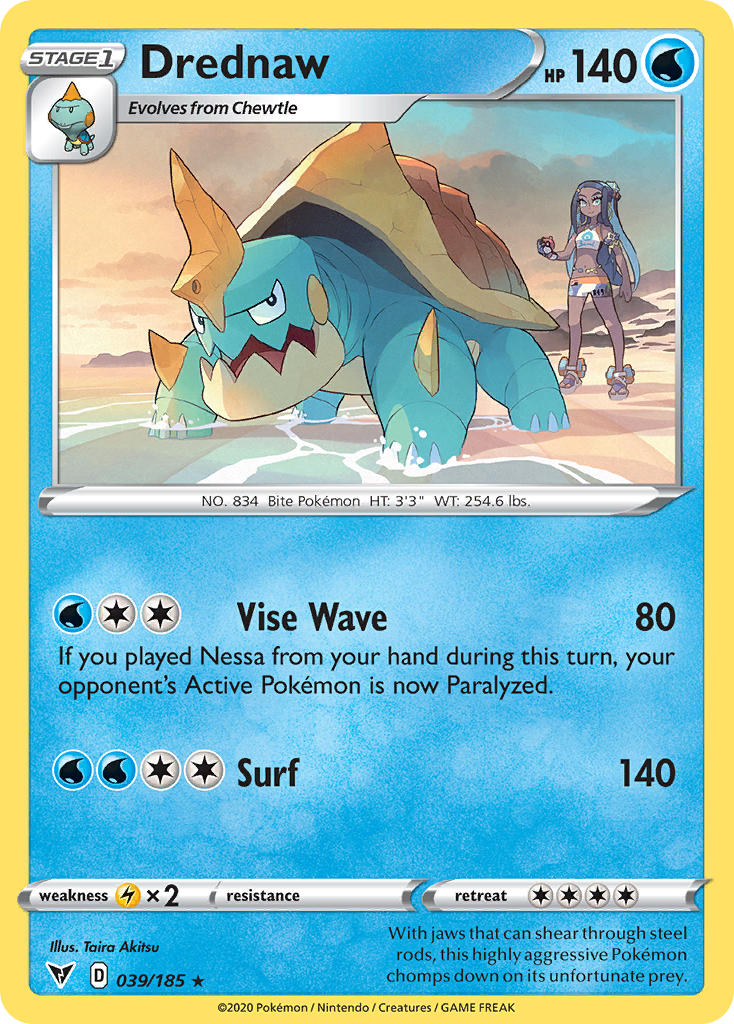 STAGE1
Drednaw
HP 140
Evolves from Chewtle
NO. 834 Bite Pokémon HT: 3'3" WT: 254.6 lbs.
Vise Wave 80
If you played Nessa from your hand during this turn, your
opponent's Active Pokémon is now Paralyzed.
Surf 140
weakness ×2 resistance retreat
Illus. Taira Akitsu
With jaws that can shear through steel
rods, this highly aggressive Pokémon
chomps down on its unfortunate prey.
D 039/185 ★
©2020 Pokémon / Nintendo / Creatures / GAME FREAK